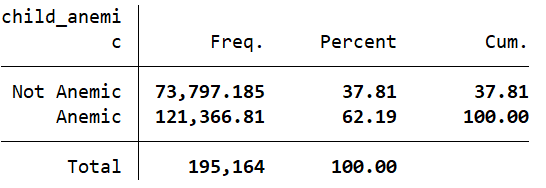 child_anemi
c Freq. Percent Cum.
Not Anemic 73,797.185 37.81 37.81
Anemic 121,366.81 62.19 100.00
Total 195,164 100.00